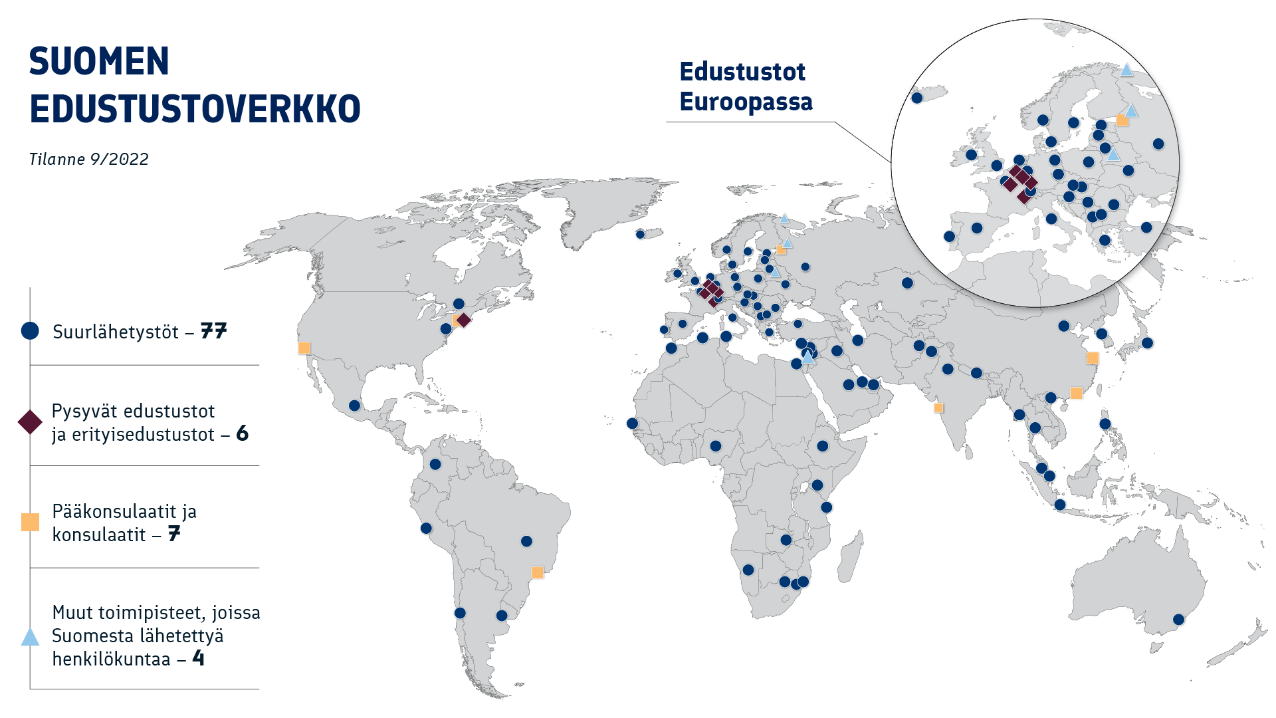 SUOMEN
EDUSTUSTOVERKKO
Tilanne 9/2022
Edustustot
Euroopassa
Suurlähetystöt – 77
Pysyvät edustustot
ja erityisedustustot – 6
Pääkonsulaatit ja
konsulaatit – 7
Muut toimipisteet, joissa
Suomesta lähetettyä
henkilökuntaa – 4